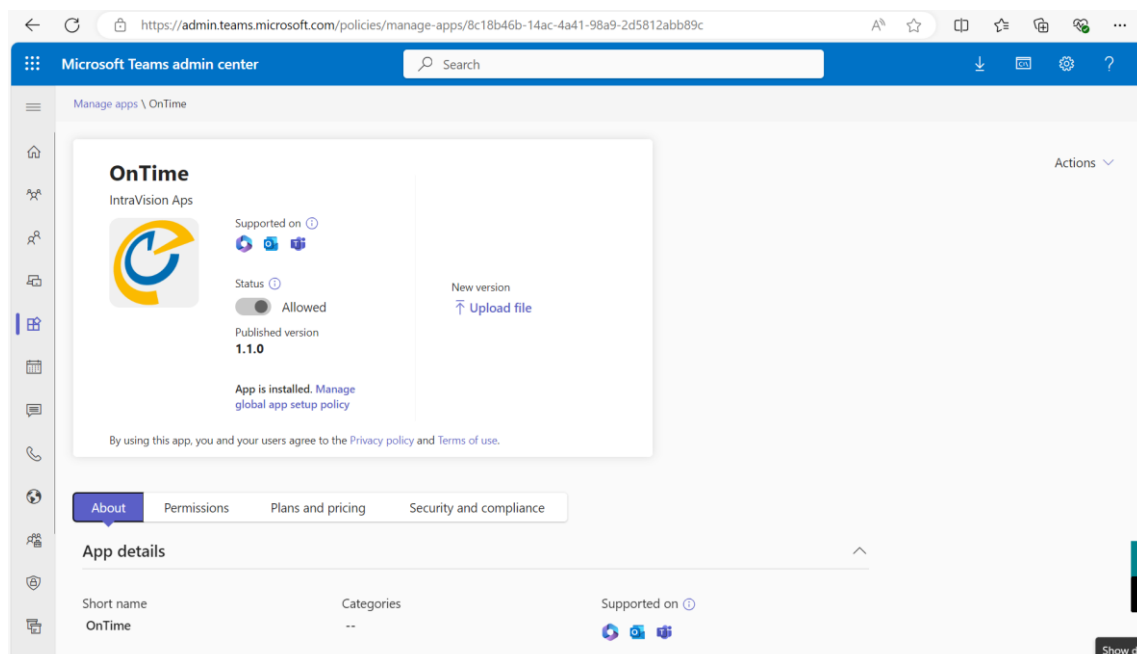 https://admin.teams.microsoft.com/policies/manage-apps/8c18b46b-14ac-4a41-98a9-2d5812abb89c
Microsoft Teams admin center
Search
Manage apps \ OnTime
Actions
OnTime
IntraVision Aps
Supported on
Status
Allowed
Published version
1.1.0
App is installed. Manage
global app setup policy
New version
Upload file
By using this app, you and your users agree to the Privacy policy and Terms of use.
About Permissions Plans and pricing Security and compliance
App details
Short name Categories Supported on
OnTime --
Show